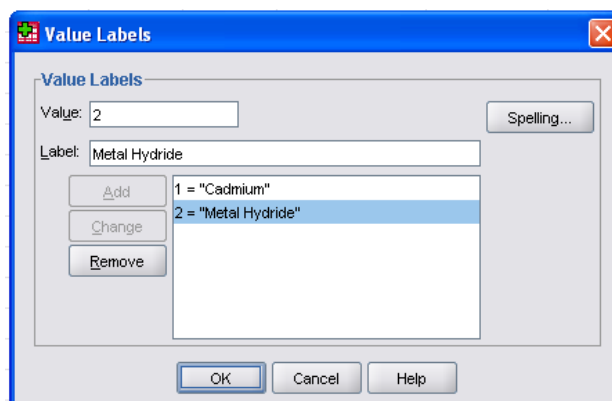 Value Labels
Value Labels
Value: 2
Spelling...
Label: Metal Hydride
Add
1 = "Cadmium"
Change
2 = "Metal Hydride"
Remove
OK Cancel Help